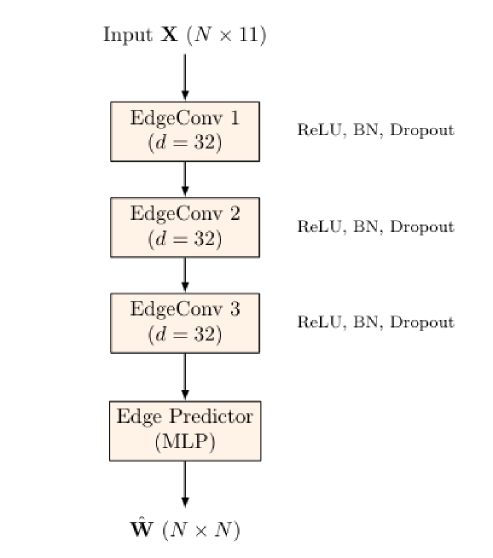 Input X (N × 11)
EdgeConv 1
(d = 32)
ReLU, BN, Dropout
EdgeConv 2
(d = 32)
ReLU, BN, Dropout
EdgeConv 3
(d = 32)
ReLU, BN, Dropout
Edge Predictor
(MLP)
Ŵ (N × N)